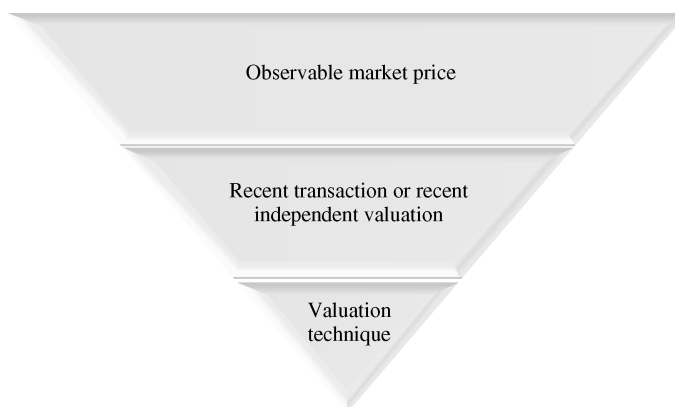 Observable market price
Recent transaction or recent
independent valuation
Valuation
technique